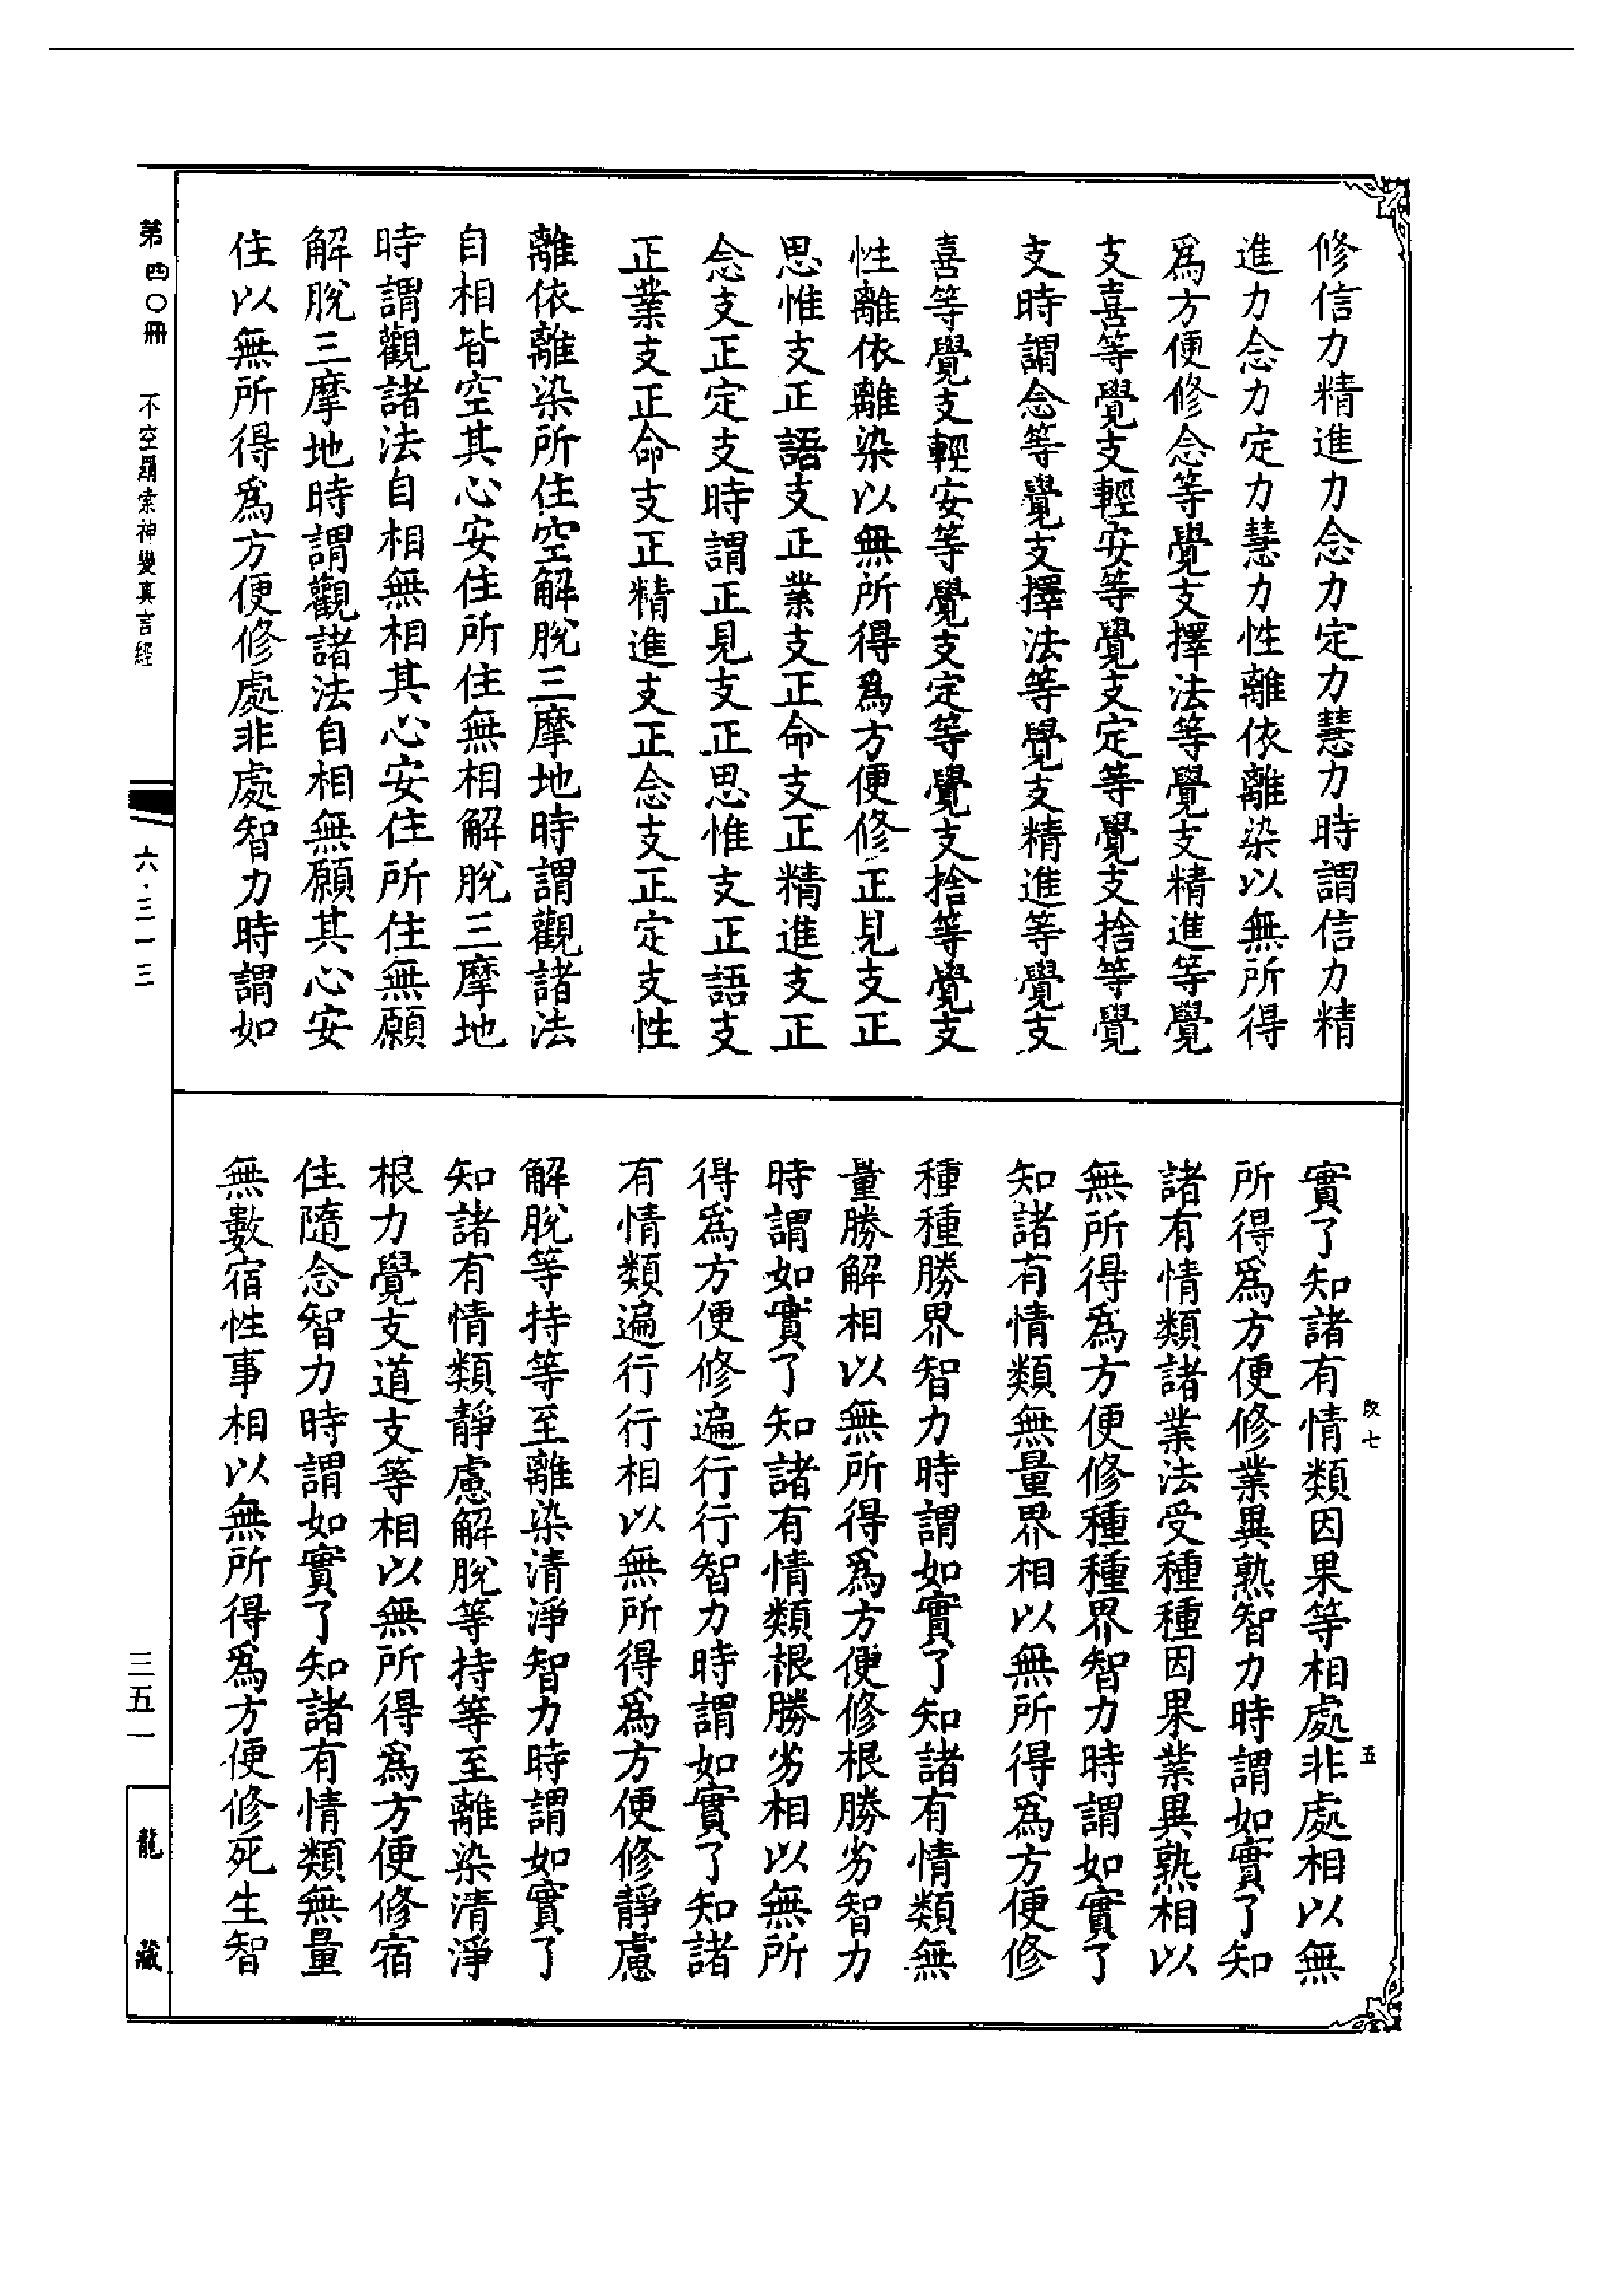 修信力精進力念力定力慧力時謂信力精
進力念力定力慧力性離依離染以無所得
爲方便修念等覺支擇法等覺支精進等覺
支喜等覺支輕安等覺支定等覺支捨等覺
支時謂念等覺支擇法等覺支精進等覺支
喜等覺支輕安等覺支定等覺支捨等覺支
性離依離染以無所得爲方便修正見支正
思惟支正語支正業支正命支正精進支正
念支正定支時謂正見支正思惟支正語支
正業支正命支正精進支正念支正定支性
離依離染所住空解脫三摩地時謂觀諸法
自相皆空其心安住所住無相解脫三摩地
時謂觀諸法自相無相其心安住所住無願
解脫三摩地時謂觀諸法自相無願其心安
住以無所得爲方便修處非處智力時謂如
實了知諸有情類因果等相處非處相以無
所得爲方便修業異熟智力時謂如實了知
諸有情類諸業法受種種因果業異熟相以
無所得爲方便修種種界智力時謂如實了
知諸有情類無量界相以無所得爲方便修
種種勝界智力時謂如實了知諸有情類無
量勝解相以無所得爲方便修根勝劣智力
時謂如實了知諸有情類根勝劣相以無所
得爲方便修遍行行智力時謂如實了知諸
有情類遍行行相以無所得爲方便修靜慮
解脫等持等至離染清淨智力時謂如實了
知諸有情類靜慮解脫等持等至離染清淨
根力覺支道支等相以無所得爲方便修宿
住隨念智力時謂如實了知諸有情類無量
無數宿性事相以無所得爲方便修死生智
七
五
第四〇冊
不空羂索神變真言經
六·三一三
三五一
龍藏